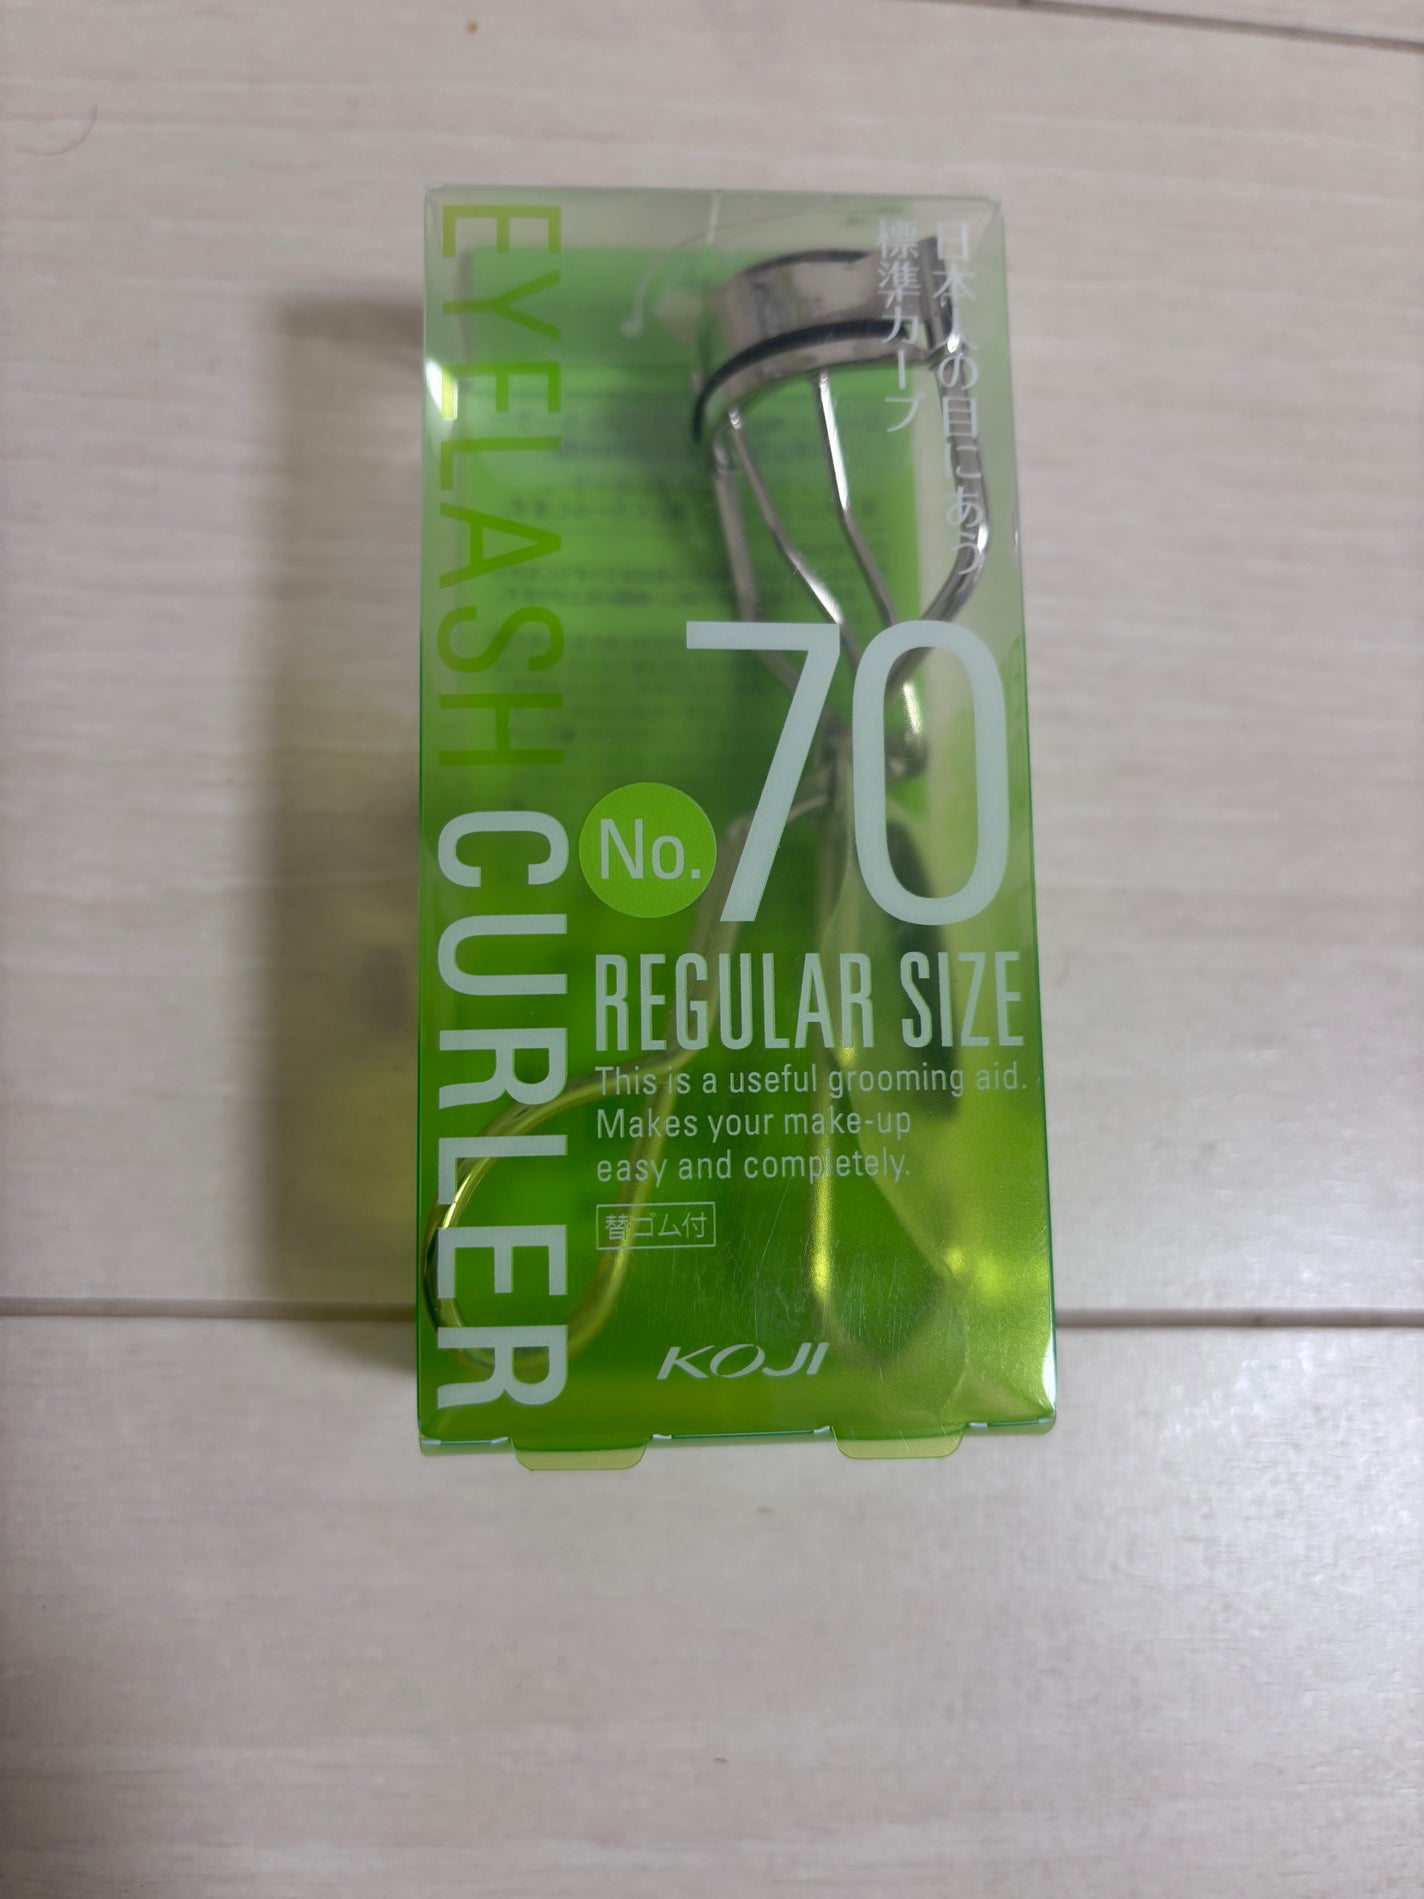 日本人の目にあう
標準カーブ
EYELASH CURLER
No.
70
REGULAR SIZE
This is a useful grooming aid.
Makes your make-up
easy and completely.
替ゴム付
KOJI